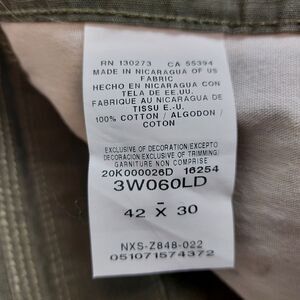 RN 130273 CA 55394
MADE IN NICARAGUA OF US
FABRIC
HECHO EN NICARAGUA CON
TELA DE EE.UU.
FABRIQUE AU NICARAGUA DE
TISSU E.-U.
100% COTTON / ALGODON /
COTON
EXCLUSIVE OF DECORATION/EXCEPTO
DECORACION/EXCLUSIVE OF TRIMMING/
GARNITURE NON COMPRISE
20K000026D 16254
3W060LD
-
42 X 30
NXS-Z848-022
051071574372